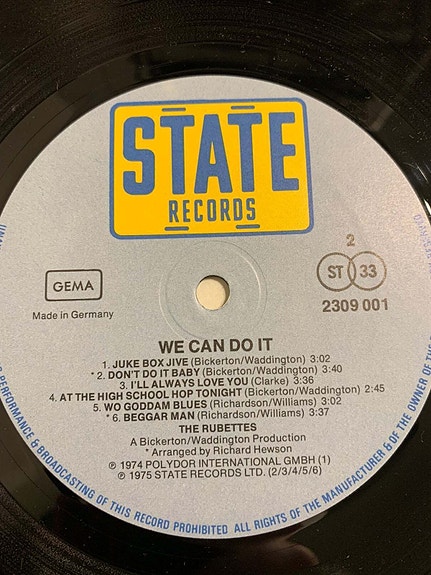 STATE
RECORDS
2
GEMA
ST 33
Made in Germany
2309 001
WE CAN DO IT
1. JUKE BOX JIVE (Bickerton/Waddington) 3:02
*2. DON'T DO IT BABY (Bickerton/Waddington) 3:40
3. I'LL ALWAYS LOVE YOU (Clarke) 3:36
4. AT THE HIGH SCHOOL HOP TONIGHT (Bickerton/Waddington) 2:45
5. WO GODDAM BLUES (Richardson/Williams) 3:02
*6. BEGGAR MAN (Richardson/Williams) 3:37
THE RUBETTES
A Bickerton/Waddington Production
* Arranged by Richard Hewson
℗ 1974 POLYDOR INTERNATIONAL GMBH (1)
℗ 1975 STATE RECORDS LTD. (2/3/4/5/6)
PERFORMANCE & BROADCASTING OF THIS RECORD PROHIBITED ALL RIGHTS OF THE MANUFACTURER & OF THE OWNER OF THE